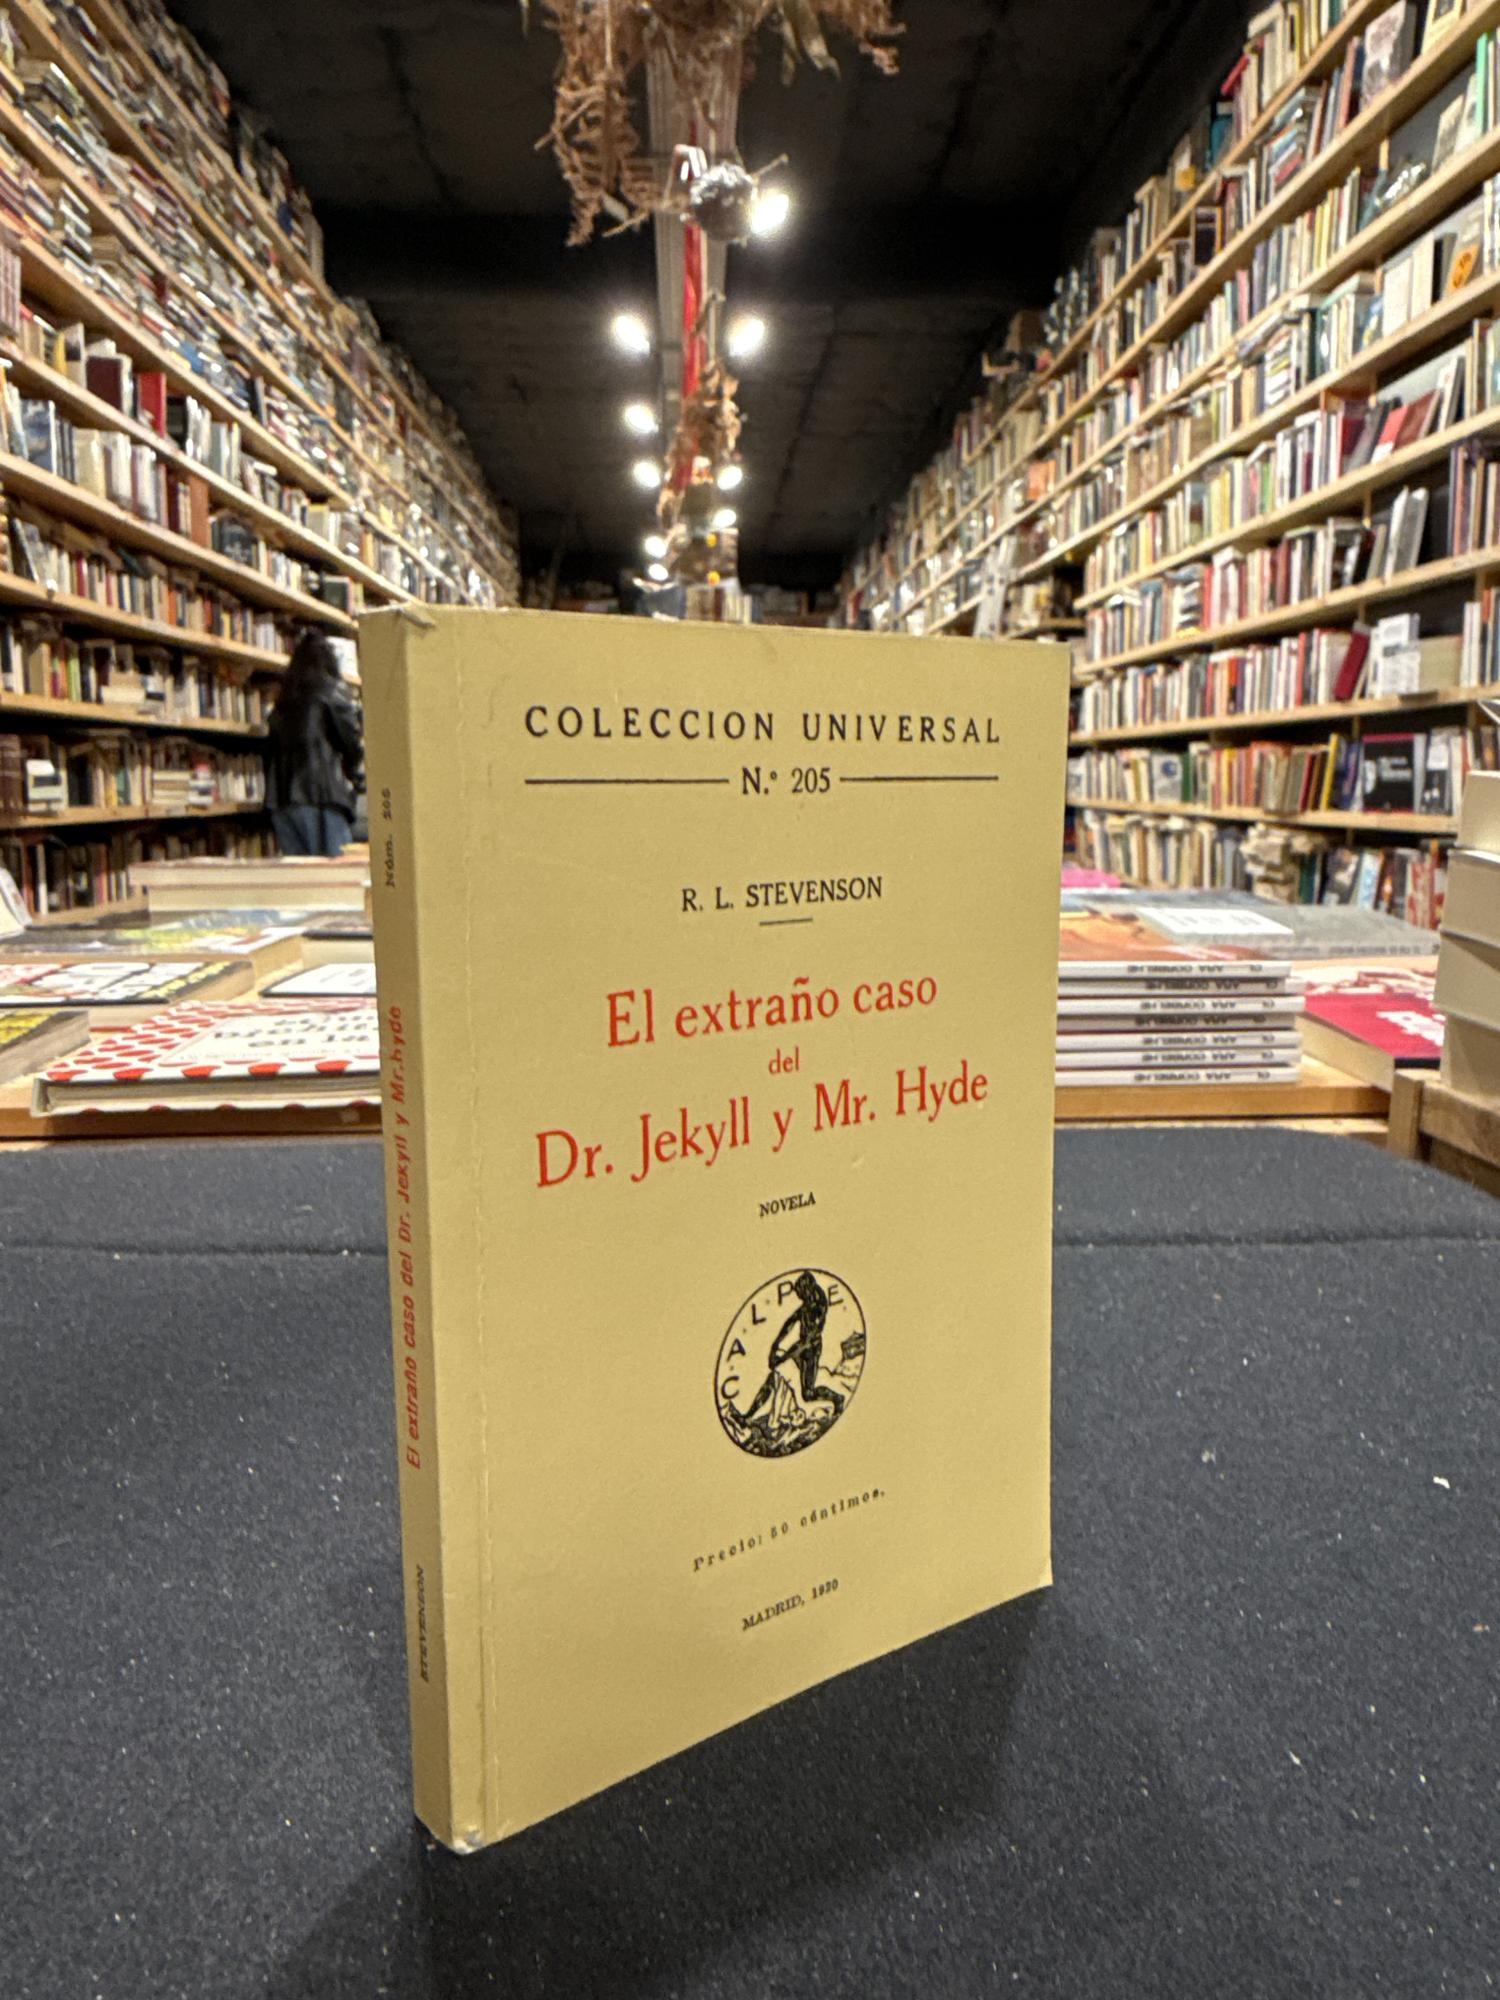 COLECCION UNIVERSAL
N.º 205
R. L. STEVENSON
El extraño caso
del
Dr. Jekyll y Mr. Hyde
NOVELA
CALPE
Precio: 50 céntimos.
MADRID, 1920
Núm. 205
El extraño caso del Dr. Jekyll y Mr. hyde
STEVENSON